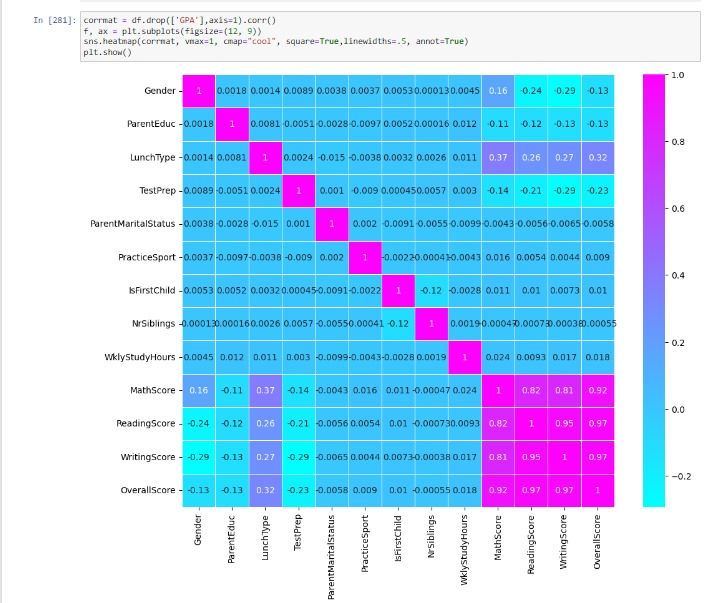 In [281]: corrmat = df.drop(['GPA'],axis=1).corr()
f, ax = plt.subplots(figsize=(12, 9))
sns.heatmap(corrmat, vmax=1, cmap="cool", square=True,linewidths=.5, annot=True)
plt.show()
Gender 1 0.0018 0.0014 0.0089 0.0038 0.0037 0.0053 0.00013 0.0045 0.16 -0.24 -0.29 -0.13
ParentEduc 0.0018 1 0.0081 -0.0051 -0.0028 -0.0097 0.0052 0.00016 0.012 -0.11 -0.12 -0.13 -0.13
LunchType 0.0014 0.0081 1 0.0024 -0.015 -0.0038 0.0032 0.0026 0.011 0.37 0.26 0.27 0.32
TestPrep 0.0089 -0.0051 0.0024 1 0.001 -0.009 0.00045 0.0057 0.003 -0.14 -0.21 -0.29 -0.23
ParentMaritalStatus 0.0038 -0.0028 -0.015 0.001 1 0.002 -0.0091 -0.0055 -0.0099 -0.0043 -0.0056 -0.0065 -0.0058
PracticeSport 0.0037 -0.0097 -0.0038 -0.009 0.002 1 -0.0022 -0.00041 -0.0043 0.016 0.0054 0.0044 0.009
IsFirstChild 0.0053 0.0052 0.0032 0.00045 -0.0091 -0.0022 1 -0.12 -0.0028 0.011 0.01 0.0073 0.01
NrSiblings 0.00013 0.00016 0.0026 0.0057 -0.0055 -0.00041 -0.12 1 0.0019 -0.00047 -0.00073 -0.00038 -0.00055
WklyStudyHours 0.0045 0.012 0.011 0.003 -0.0099 -0.0043 -0.0028 0.0019 1 0.024 0.0093 0.017 0.018
MathScore 0.16 -0.11 0.37 -0.14 -0.0043 0.016 0.011 -0.00047 0.024 1 0.82 0.81 0.92
ReadingScore -0.24 -0.12 0.26 -0.21 -0.0056 0.0054 0.01 -0.00073 0.0093 0.82 1 0.95 0.97
WritingScore -0.29 -0.13 0.27 -0.29 -0.0065 0.0044 0.0073 -0.00038 0.017 0.81 0.95 1 0.97
OverallScore -0.13 -0.13 0.32 -0.23 -0.0058 0.009 0.01 -0.00055 0.018 0.92 0.97 0.97 1
Gender
ParentEduc
LunchType
TestPrep
ParentMaritalStatus
PracticeSport
IsFirstChild
NrSiblings
WklyStudyHours
MathScore
ReadingScore
WritingScore
OverallScore
1.0
0.8
0.6
0.4
0.2
0.0
−0.2